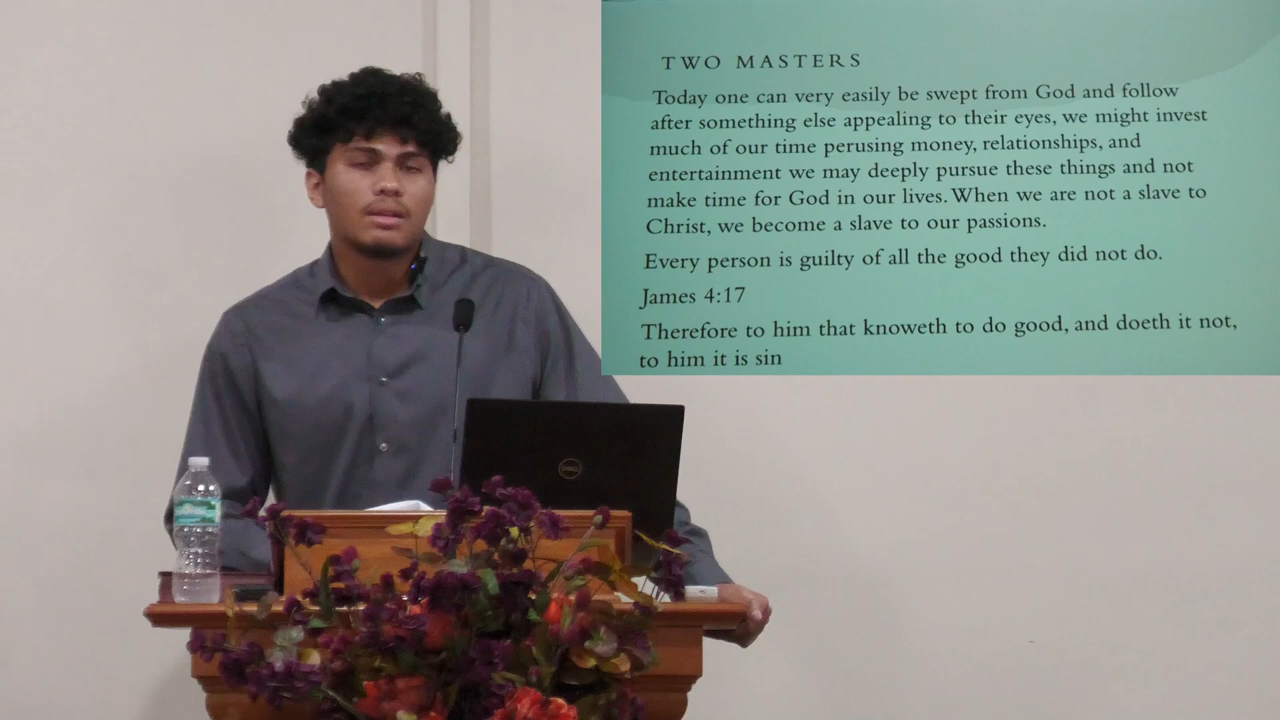 TWO MASTERS
Today one can very easily be swept from God and follow
after something else appealing to their eyes, we might invest
much of our time perusing money, relationships, and
entertainment we may deeply pursue these things and not
make time for God in our lives. When we are not a slave to
Christ, we become a slave to our passions.
Every person is guilty of all the good they did not do.
James 4:17
Therefore to him that knoweth to do good, and doeth it not,
to him it is sin
DELL